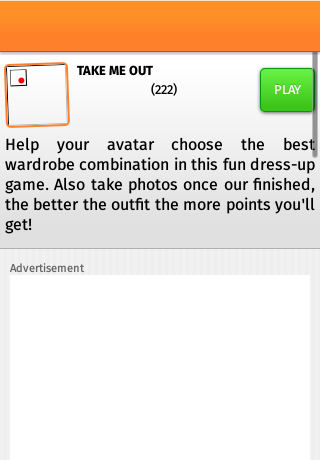 TAKE ME OUT
(222)
PLAY
Help your avatar choose the best
wardrobe combination in this fun dress-up
game. Also take photos once our finished,
the better the outfit the more points you'll
get!
Advertisement